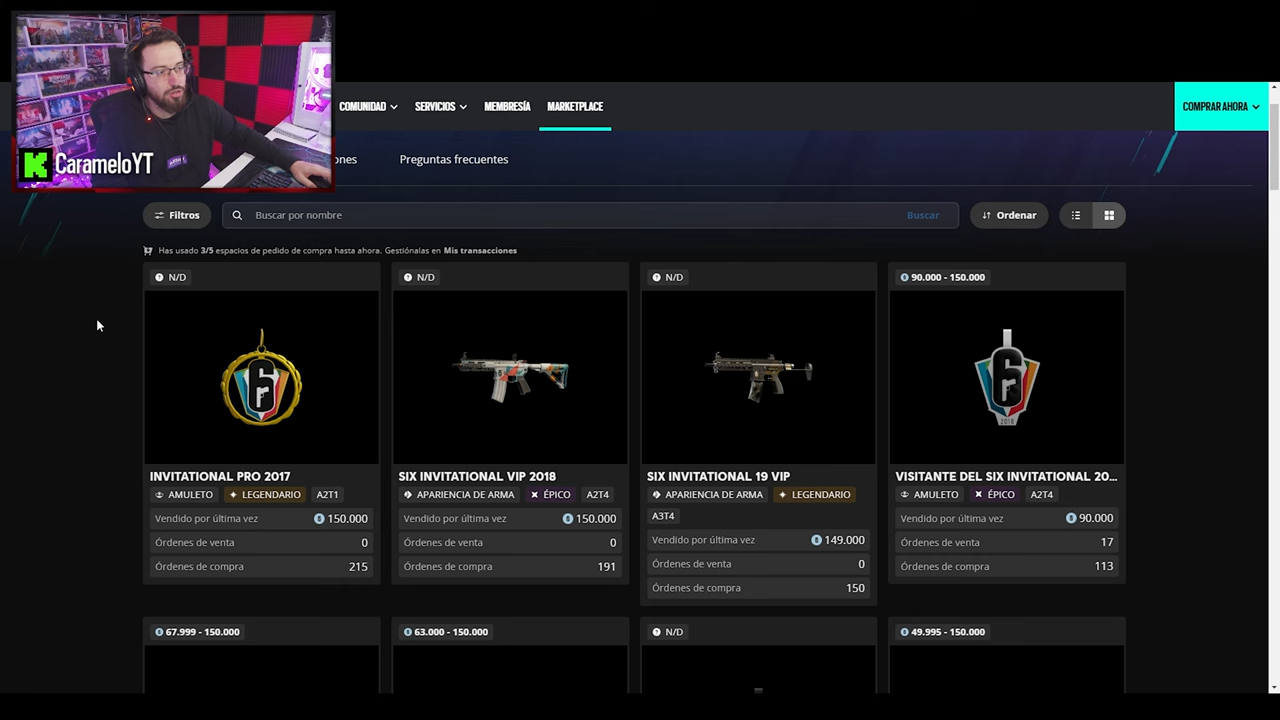 COMUNIDAD
SERVICIOS
MEMBRESÍA
MARKETPLACE
COMPRAR AHORA
K CarameloYT
ones
Preguntas frecuentes
Filtros
Buscar por nombre
Buscar
Ordenar
Has usado 3/5 espacios de pedido de compra hasta ahora. Gestiónalas en Mis transacciones
N/D
N/D
N/D
90.000 - 150.000
6
6
2018
INVITATIONAL PRO 2017
AMULETO
LEGENDARIO
A2T1
Vendido por última vez 150.000
Órdenes de venta 0
Órdenes de compra 215
SIX INVITATIONAL VIP 2018
APARIENCIA DE ARMA
ÉPICO
A2T4
Vendido por última vez 150.000
Órdenes de venta 0
Órdenes de compra 191
SIX INVITATIONAL 19 VIP
APARIENCIA DE ARMA
LEGENDARIO
A3T4
Vendido por última vez 149.000
Órdenes de venta 0
Órdenes de compra 150
VISITANTE DEL SIX INVITATIONAL 20...
AMULETO
ÉPICO
A2T4
Vendido por última vez 90.000
Órdenes de venta 17
Órdenes de compra 113
67.999 - 150.000
63.000 - 150.000
N/D
49.995 - 150.000